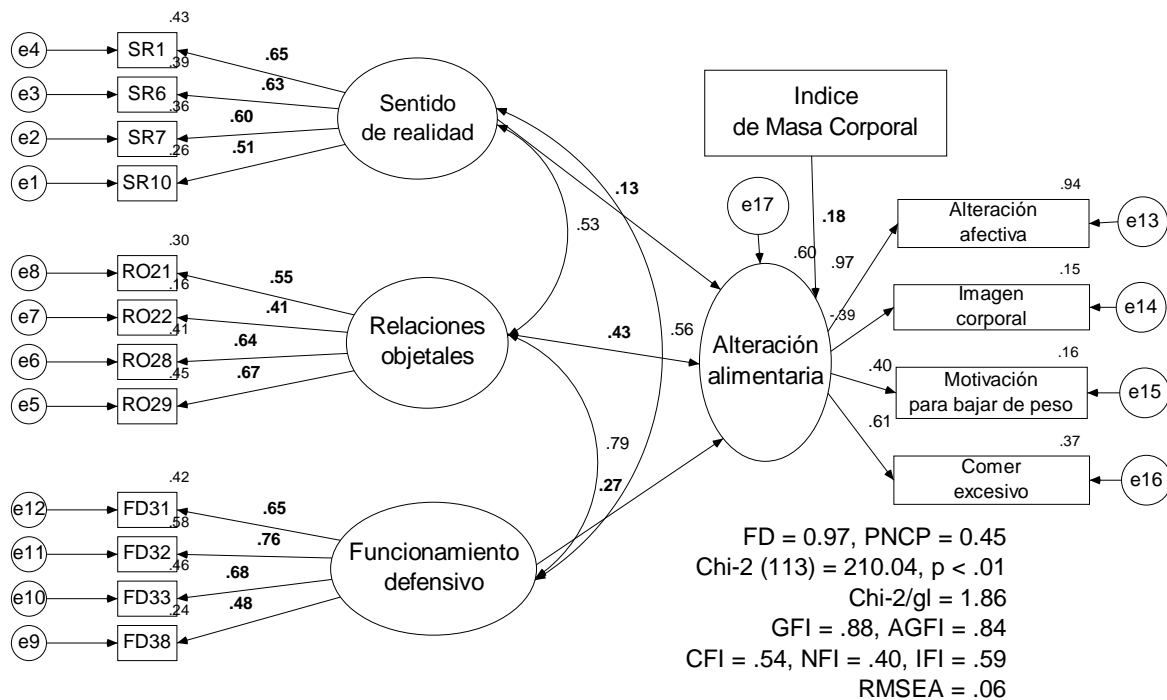 .43
e4
SR1
.65
.39
e3
SR6
.63
.36
e2
SR7
.60
.26
e1
SR10
.51
Sentido
de realidad
.30
e8
RO21
.55
.16
e7
RO22
.41
.41
e6
RO28
.64
.45
e5
RO29
.67
Relaciones
objetales
.42
e12
FD31
.65
.58
e11
FD32
.76
.46
e10
FD33
.68
.24
e9
FD38
.48
Funcionamiento
defensivo
.13
.53
.43
.56
.79
.27
Indice
de Masa Corporal
e17
.18
.60
Alteración
alimentaria
.97
-.39
.40
.61
.94
Alteración
afectiva
e13
.15
Imagen
corporal
e14
.16
Motivación
para bajar de peso
e15
.37
Comer
excesivo
e16
FD = 0.97, PNCP = 0.45
Chi-2 (113) = 210.04, p < .01
Chi-2/gl = 1.86
GFI = .88, AGFI = .84
CFI = .54, NFI = .40, IFI = .59
RMSEA = .06